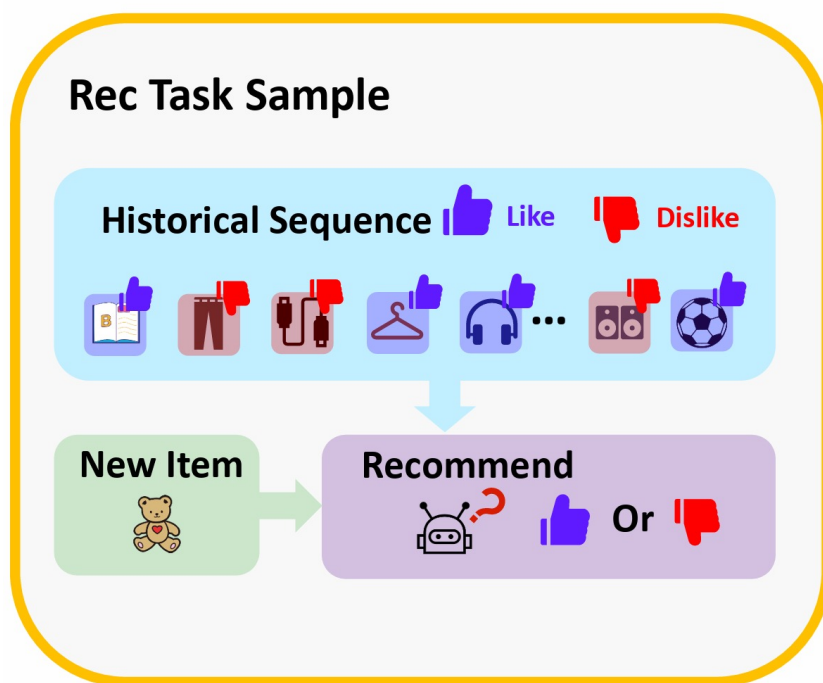 Rec Task Sample
Historical Sequence Like Dislike
B
...
New Item
Recommend
? Or